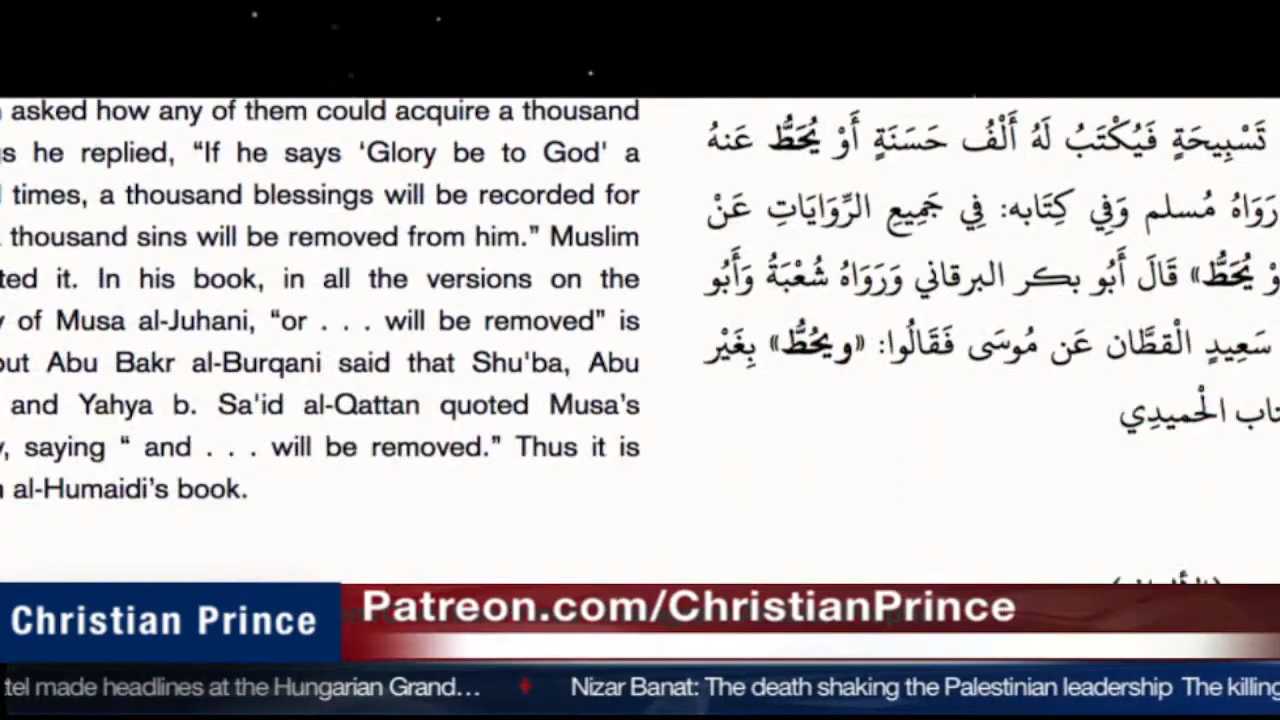 asked how any of them could acquire a thousand
he replied, “If he says ‘Glory be to God' a
times, a thousand blessings will be recorded for
thousand sins will be removed from him.” Muslim
ted it. In his book, in all the versions on the
of Musa al-Juhani, “or . . . will be removed” is
out Abu Bakr al-Burqani said that Shu'ba, Abu
and Yahya b. Sa'id al-Qattan quoted Musa’s
saying “ and . . . will be removed.” Thus it is
al-Humaidi’s book.
تَسْبِيحَةٍ فَيُكْتَبُ لَهُ أَلْفُ حَسَنَةٍ أَوْ يُحَطُّ عَنهُ
رَوَاهُ مُسلم وَفِي كِتَابه: فِي جَمِيعِ الرِّوَايَاتِ عَنْ
وْ يُحَطُّ» قَالَ أَبُو بكر البرقاني وَرَوَاهُ شُعْبَةُ وَأَبُو
سَعِيدٍ الْقطَّان عَن مُوسَى فَقَالُوا: «ويحُطُّ» بِغَيْر
تاب الْحميدِي
Christian Prince
Patreon.com/ChristianPrince
tel made headlines at the Hungarian Grand... Nizar Banat: The death shaking the Palestinian leadership The killing